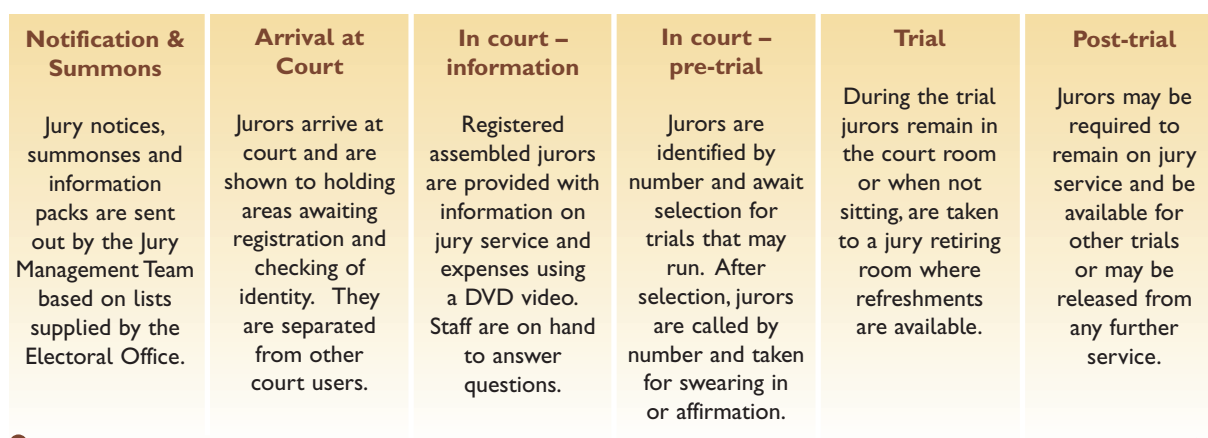 Notification &
Summons
Jury notices,
summonses and
information
packs are sent
out by the Jury
Management Team
based on lists
supplied by the
Electoral Office.
Arrival at
Court
Jurors arrive at
court and are
shown to holding
areas awaiting
registration and
checking of
identity. They
are separated
from other
court users.
In court –
information
Registered
assembled jurors
are provided with
information on
jury service and
expenses using
a DVD video.
Staff are on hand
to answer
questions.
In court –
pre-trial
Jurors are
identified by
number and await
selection for
trials that may
run. After
selection, jurors
are called by
number and taken
for swearing in
or affirmation.
Trial
During the trial
jurors remain in
the court room
or when not
sitting, are taken
to a jury retiring
room where
refreshments
are available.
Post-trial
Jurors may be
required to
remain on jury
service and be
available for
other trials
or may be
released from
any further
service.